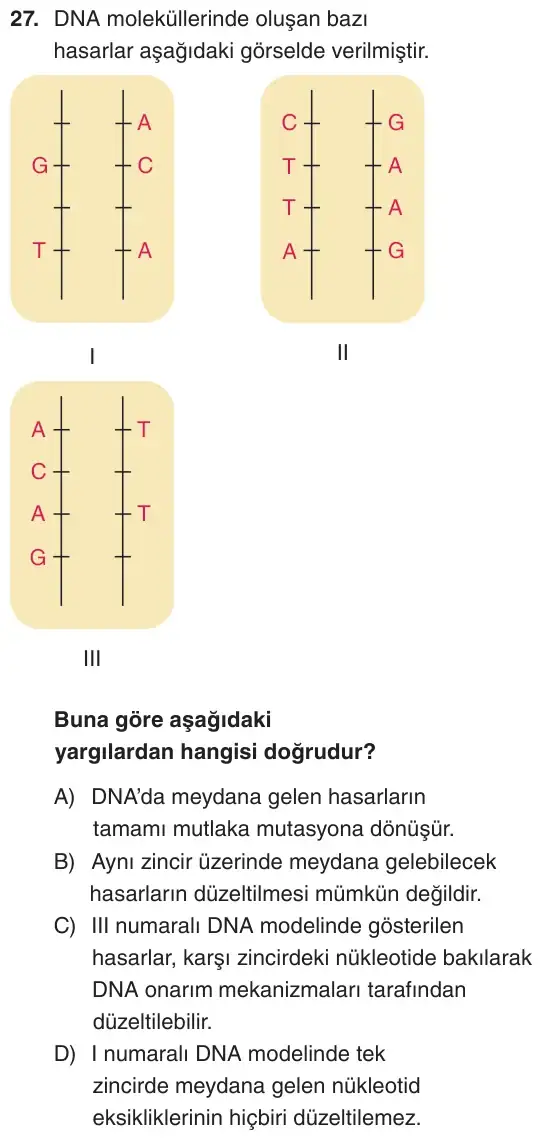 27. DNA moleküllerinde oluşan bazı
hasarlar aşağıdaki görselde verilmiştir.
A
G C
T A
I
C G
T A
T A
A G
II
A T
C
A T
G
III
Buna göre aşağıdaki
yargılardan hangisi doğrudur?
A) DNA’da meydana gelen hasarların
tamamı mutlaka mutasyona dönüşür.
B) Aynı zincir üzerinde meydana gelebilecek
hasarların düzeltilmesi mümkün değildir.
C) III numaralı DNA modelinde gösterilen
hasarlar, karşı zincirdeki nükleotide bakılarak
DNA onarım mekanizmaları tarafından
düzeltilebilir.
D) I numaralı DNA modelinde tek
zincirde meydana gelen nükleotid
eksikliklerinin hiçbiri düzeltilemez.